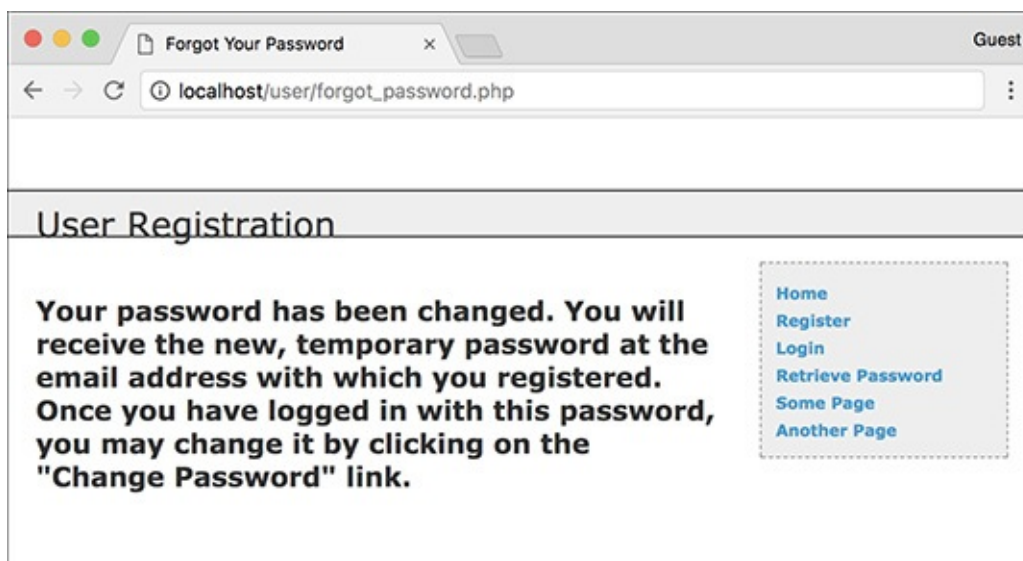 Forgot Your Password
Guest
localhost/user/forgot_password.php
User Registration
Your password has been changed. You will
receive the new, temporary password at the
email address with which you registered.
Once you have logged in with this password,
you may change it by clicking on the
"Change Password" link.
Home
Register
Login
Retrieve Password
Some Page
Another Page